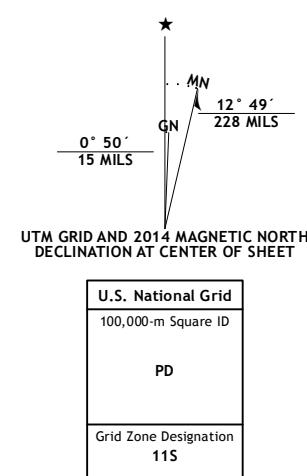 ★
MN
GN
12° 49´
228 MILS
0° 50´
15 MILS
UTM GRID AND 2014 MAGNETIC NORTH
DECLINATION AT CENTER OF SHEET
U.S. National Grid
100,000-m Square ID
PD
Grid Zone Designation
11S